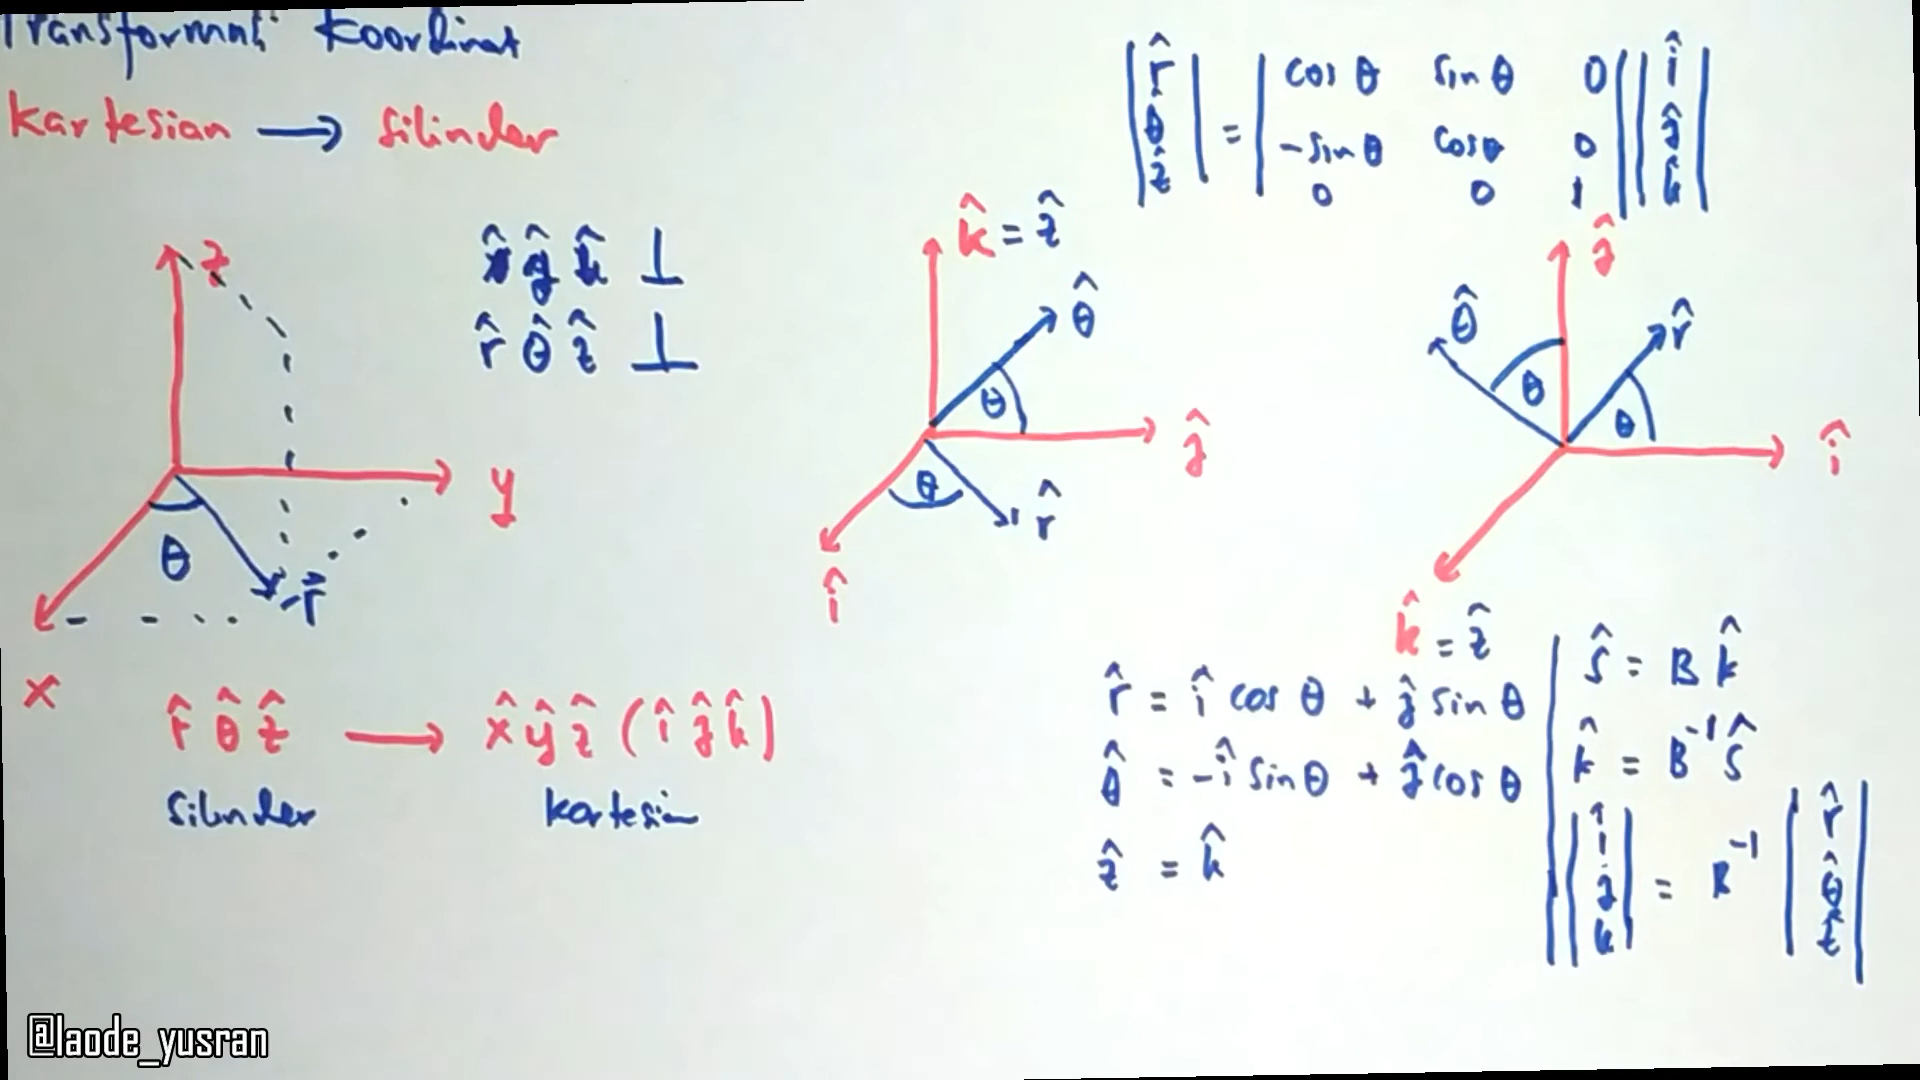 Transformasi Koordinat
Kartesian → Silinder
z
y
x
θ
r⃗
x̂ ŷ k̂ ⊥
r̂ θ̂ ẑ ⊥
r̂ θ̂ ẑ → x̂ ŷ ẑ (î ĵ k̂)
Silinder kartesian
k̂ = ẑ
θ̂
θ
ĵ
θ
r̂
î
|r̂| = |cos θ sin θ 0| |î|
|θ̂| |-sin θ cos θ 0| |ĵ|
|ẑ| |0 0 1| |k̂|
ĵ
θ̂
r̂
θ
θ
î
k̂ = ẑ
r̂ = î cos θ + ĵ sin θ
θ̂ = -î sin θ + ĵ cos θ
ẑ = k̂
ŝ = B k̂
k̂ = B⁻¹ ŝ
|î| = B⁻¹ |r̂|
|ĵ| |θ̂|
|k̂| |ẑ|
@laode_yusran